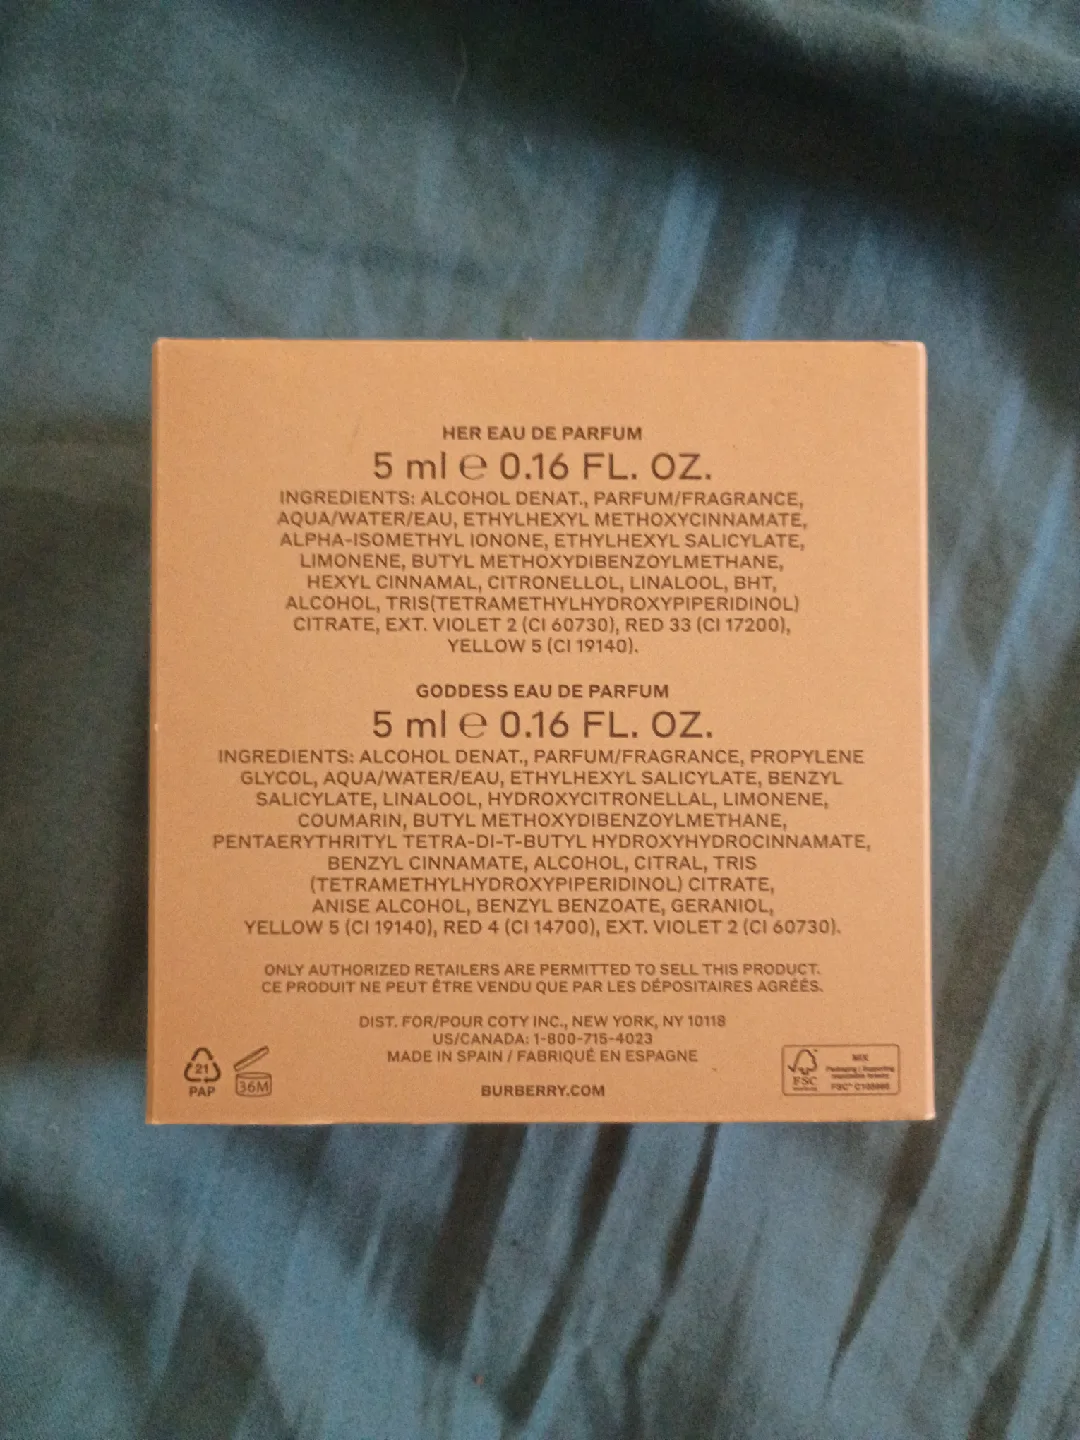 HER EAU DE PARFUM
5 ml ℮ 0.16 FL. OZ.
INGREDIENTS: ALCOHOL DENAT., PARFUM/FRAGRANCE,
AQUA/WATER/EAU, ETHYLHEXYL METHOXYCINNAMATE,
ALPHA-ISOMETHYL IONONE, ETHYLHEXYL SALICYLATE,
LIMONENE, BUTYL METHOXYDIBENZOYLMETHANE,
HEXYL CINNAMAL, CITRONELLOL, LINALOOL, BHT,
ALCOHOL, TRIS(TETRAMETHYLHYDROXYPIPERIDINOL)
CITRATE, EXT. VIOLET 2 (CI 60730), RED 33 (CI 17200),
YELLOW 5 (CI 19140).
GODDESS EAU DE PARFUM
5 ml ℮ 0.16 FL. OZ.
INGREDIENTS: ALCOHOL DENAT., PARFUM/FRAGRANCE, PROPYLENE
GLYCOL, AQUA/WATER/EAU, ETHYLHEXYL SALICYLATE, BENZYL
SALICYLATE, LINALOOL, HYDROXYCITRONELLAL, LIMONENE,
COUMARIN, BUTYL METHOXYDIBENZOYLMETHANE,
PENTAERYTHRITYL TETRA-DI-T-BUTYL HYDROXYHYDROCINNAMATE,
BENZYL CINNAMATE, ALCOHOL, CITRAL, TRIS
(TETRAMETHYLHYDROXYPIPERIDINOL) CITRATE,
ANISE ALCOHOL, BENZYL BENZOATE, GERANIOL,
YELLOW 5 (CI 19140), RED 4 (CI 14700), EXT. VIOLET 2 (CI 60730).
ONLY AUTHORIZED RETAILERS ARE PERMITTED TO SELL THIS PRODUCT.
CE PRODUIT NE PEUT ÊTRE VENDU QUE PAR LES DÉPOSITAIRES AGRÉÉS.
DIST. FOR/POUR COTY INC., NEW YORK, NY 10118
US/CANADA: 1-800-715-4023
MADE IN SPAIN / FABRIQUÉ EN ESPAGNE
BURBERRY.COM
21
PAP
36M
FSC
MIX
Packaging | Supporting
responsible forestry